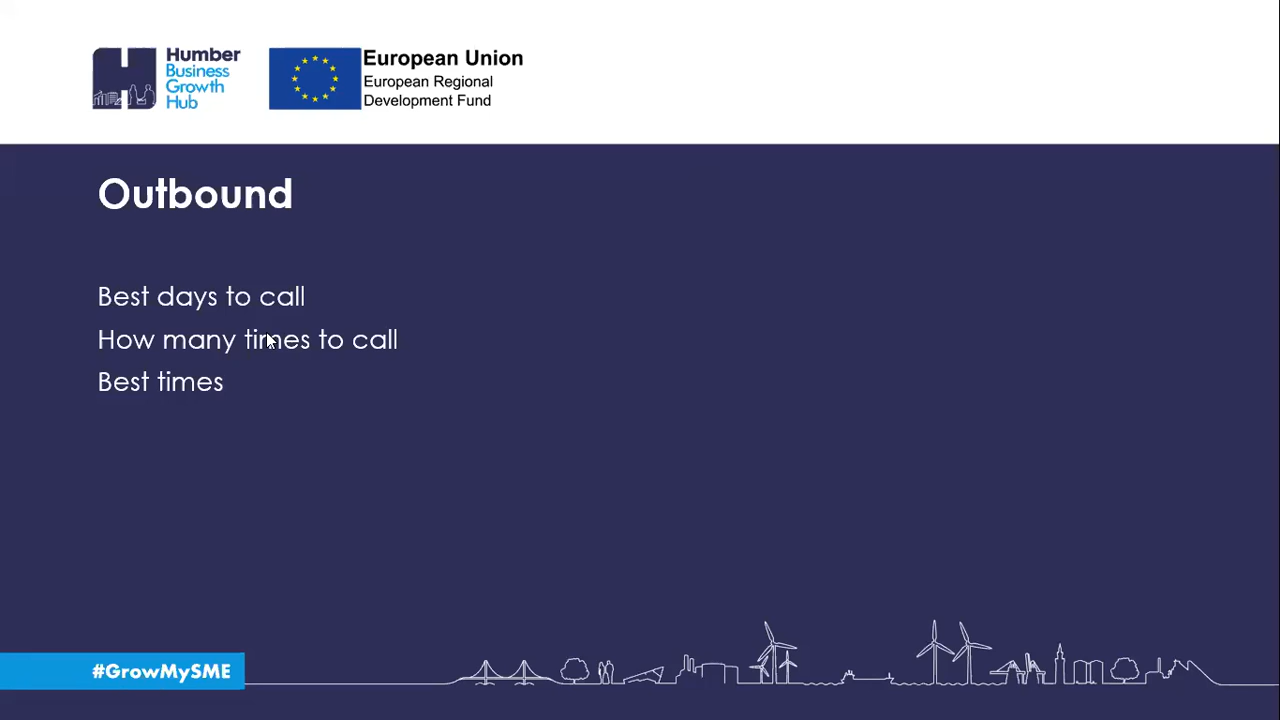 Humber
Business
Growth
Hub
European Union
European Regional
Development Fund
Outbound
Best days to call
How many times to call
Best times
#GrowMySME